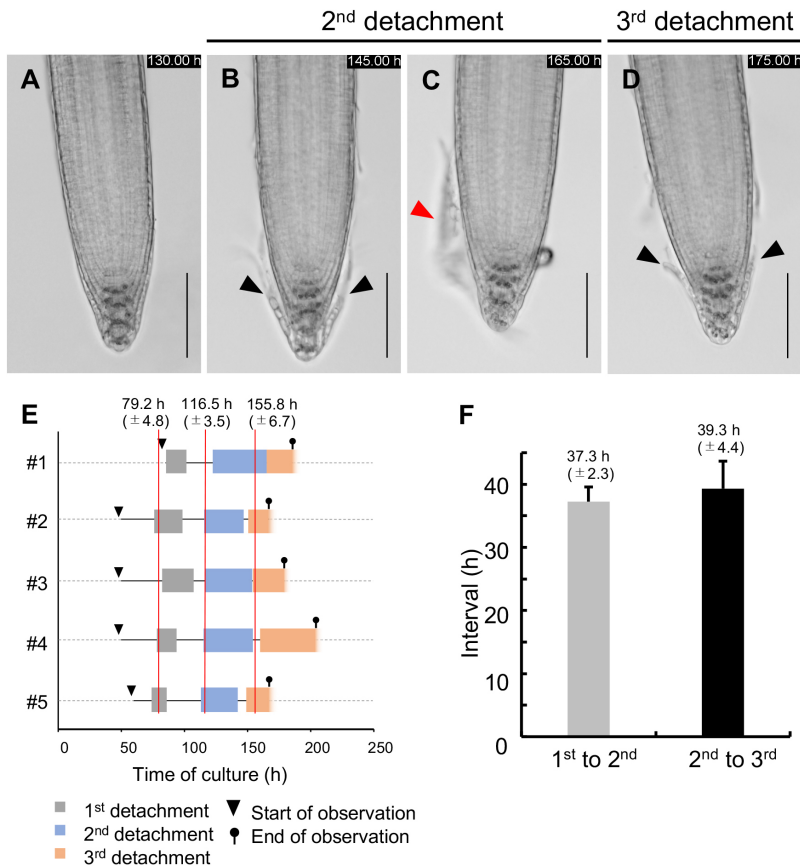 2nd detachment
3rd detachment
A
130.00 h
B
145.00 h
C
165.00 h
D
175.00 h
E
79.2 h
(±4.8)
116.5 h
(±3.5)
155.8 h
(±6.7)
#1
#2
#3
#4
#5
0
50
100
150
200
250
Time of culture (h)
1st detachment
2nd detachment
3rd detachment
Start of observation
End of observation
F
37.3 h
(±2.3)
39.3 h
(±4.4)
40
30
20
10
0
Interval (h)
1st to 2nd
2nd to 3rd